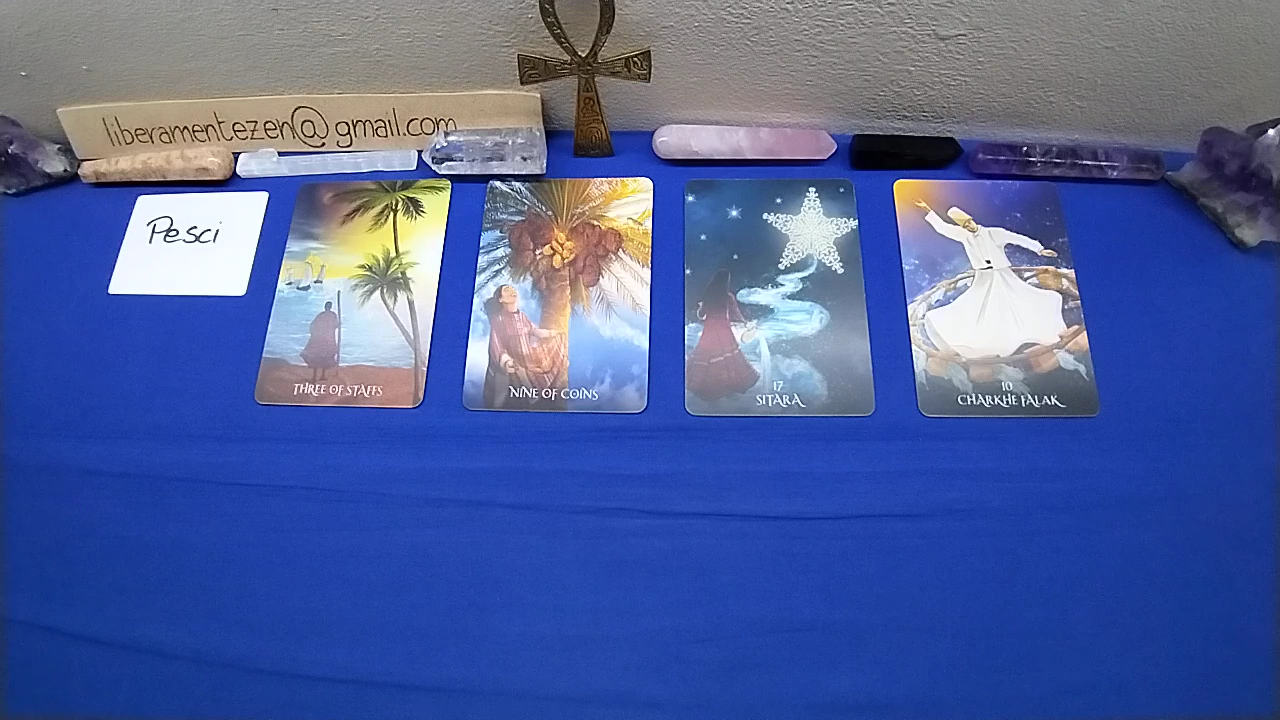 liberamentezen@gmail.com
Pesci
THREE OF STAFFS
NINE OF COINS
17
SITARA
10
CHARKHE FALAK